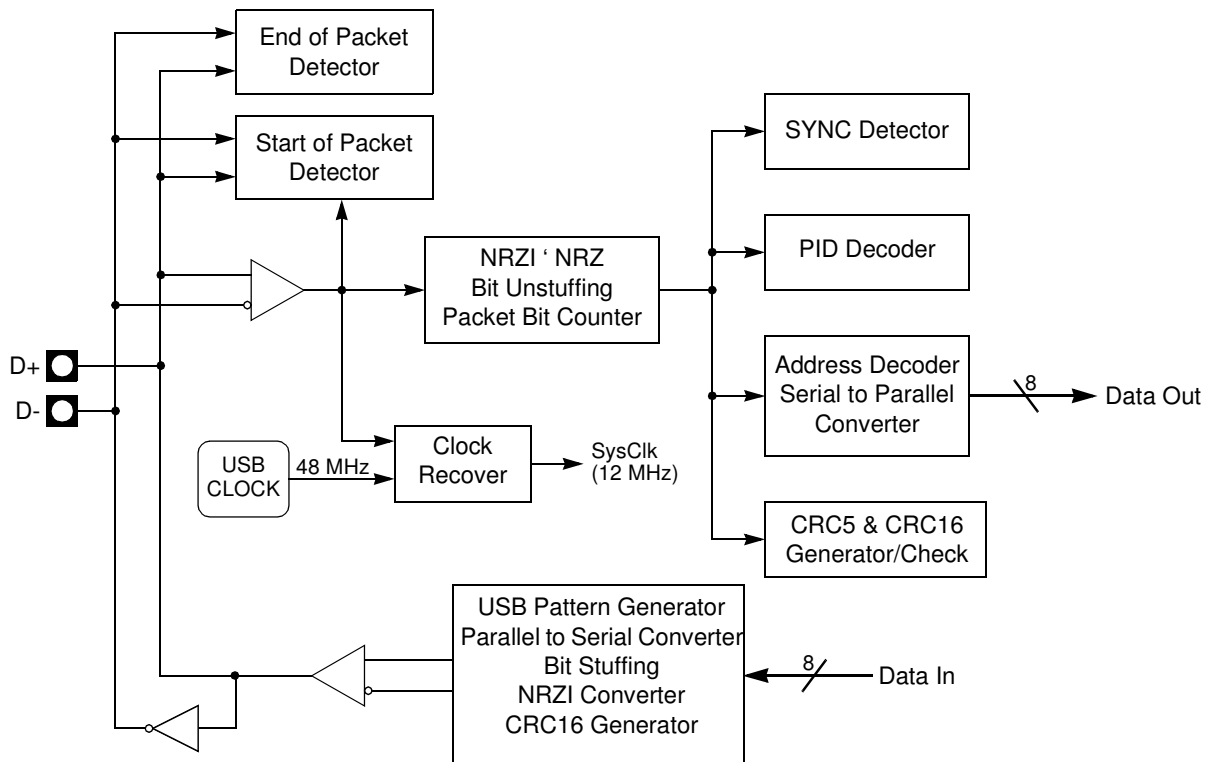 End of Packet
Detector
Start of Packet
Detector
SYNC Detector
NRZI ‘ NRZ
Bit Unstuffing
Packet Bit Counter
PID Decoder
D+
D-
Address Decoder
Serial to Parallel
Converter
8
Data Out
USB
CLOCK
48 MHz
Clock
Recover
SysClk
(12 MHz)
CRC5 & CRC16
Generator/Check
USB Pattern Generator
Parallel to Serial Converter
Bit Stuffing
NRZI Converter
CRC16 Generator
8
Data In